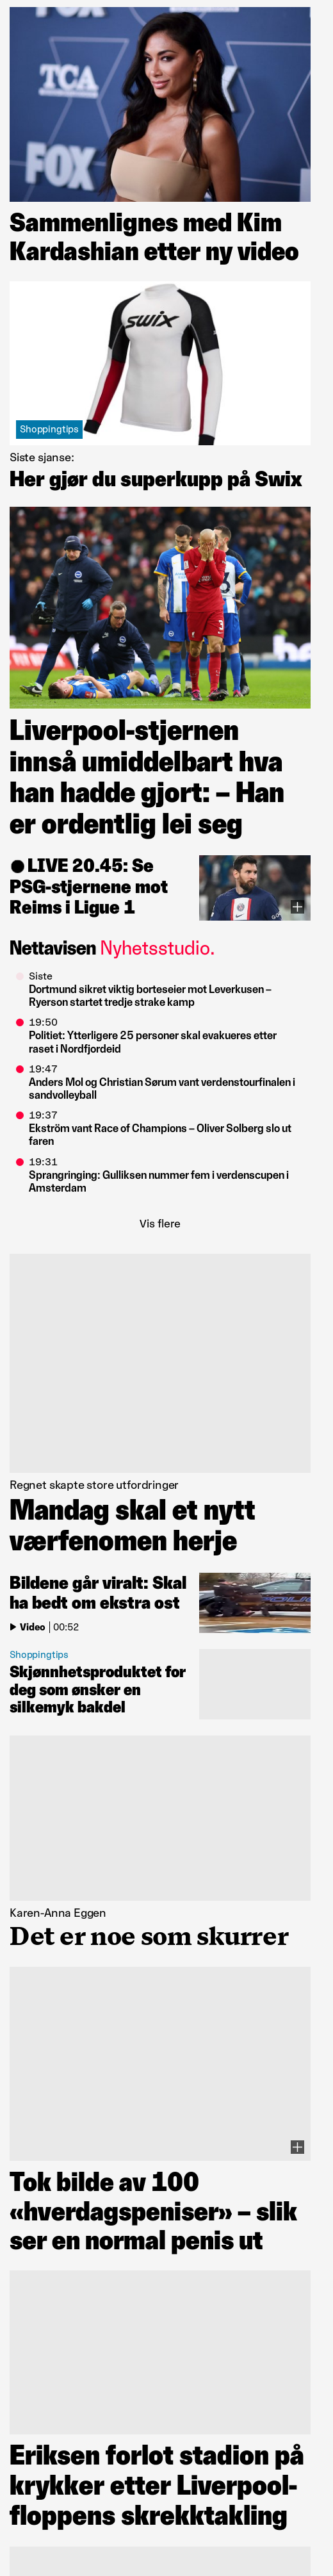 FOX
TCA
FOX
Sammenlignes med Kim
Kardashian etter ny video
swix
Shoppingtips
Siste sjanse:
Her gjør du superkupp på Swix
Liverpool-stjernen
innså umiddelbart hva
han hadde gjort: – Han
er ordentlig lei seg
LIVE 20.45: Se
PSG-stjernene mot
Reims i Ligue 1
Nettavisen Nyhetsstudio.
Siste
Dortmund sikret viktig borteseier mot Leverkusen –
Ryerson startet tredje strake kamp
19:50
Politiet: Ytterligere 25 personer skal evakueres etter
raset i Nordfjordeid
19:47
Anders Mol og Christian Sørum vant verdenstourfinalen i
sandvolleyball
19:37
Ekström vant Race of Champions – Oliver Solberg slo ut
faren
19:31
Sprangringing: Gulliksen nummer fem i verdenscupen i
Amsterdam
Vis flere
Regnet skapte store utfordringer
Mandag skal et nytt
værfenomen herje
Bildene går viralt: Skal
ha bedt om ekstra ost
Video | 00:52
Shoppingtips
Skjønnhetsproduktet for
deg som ønsker en
silkemyk bakdel
Karen-Anna Eggen
Det er noe som skurrer
Tok bilde av 100
«hverdagspeniser» – slik
ser en normal penis ut
Eriksen forlot stadion på
krykker etter Liverpool-
floppens skrekktakling